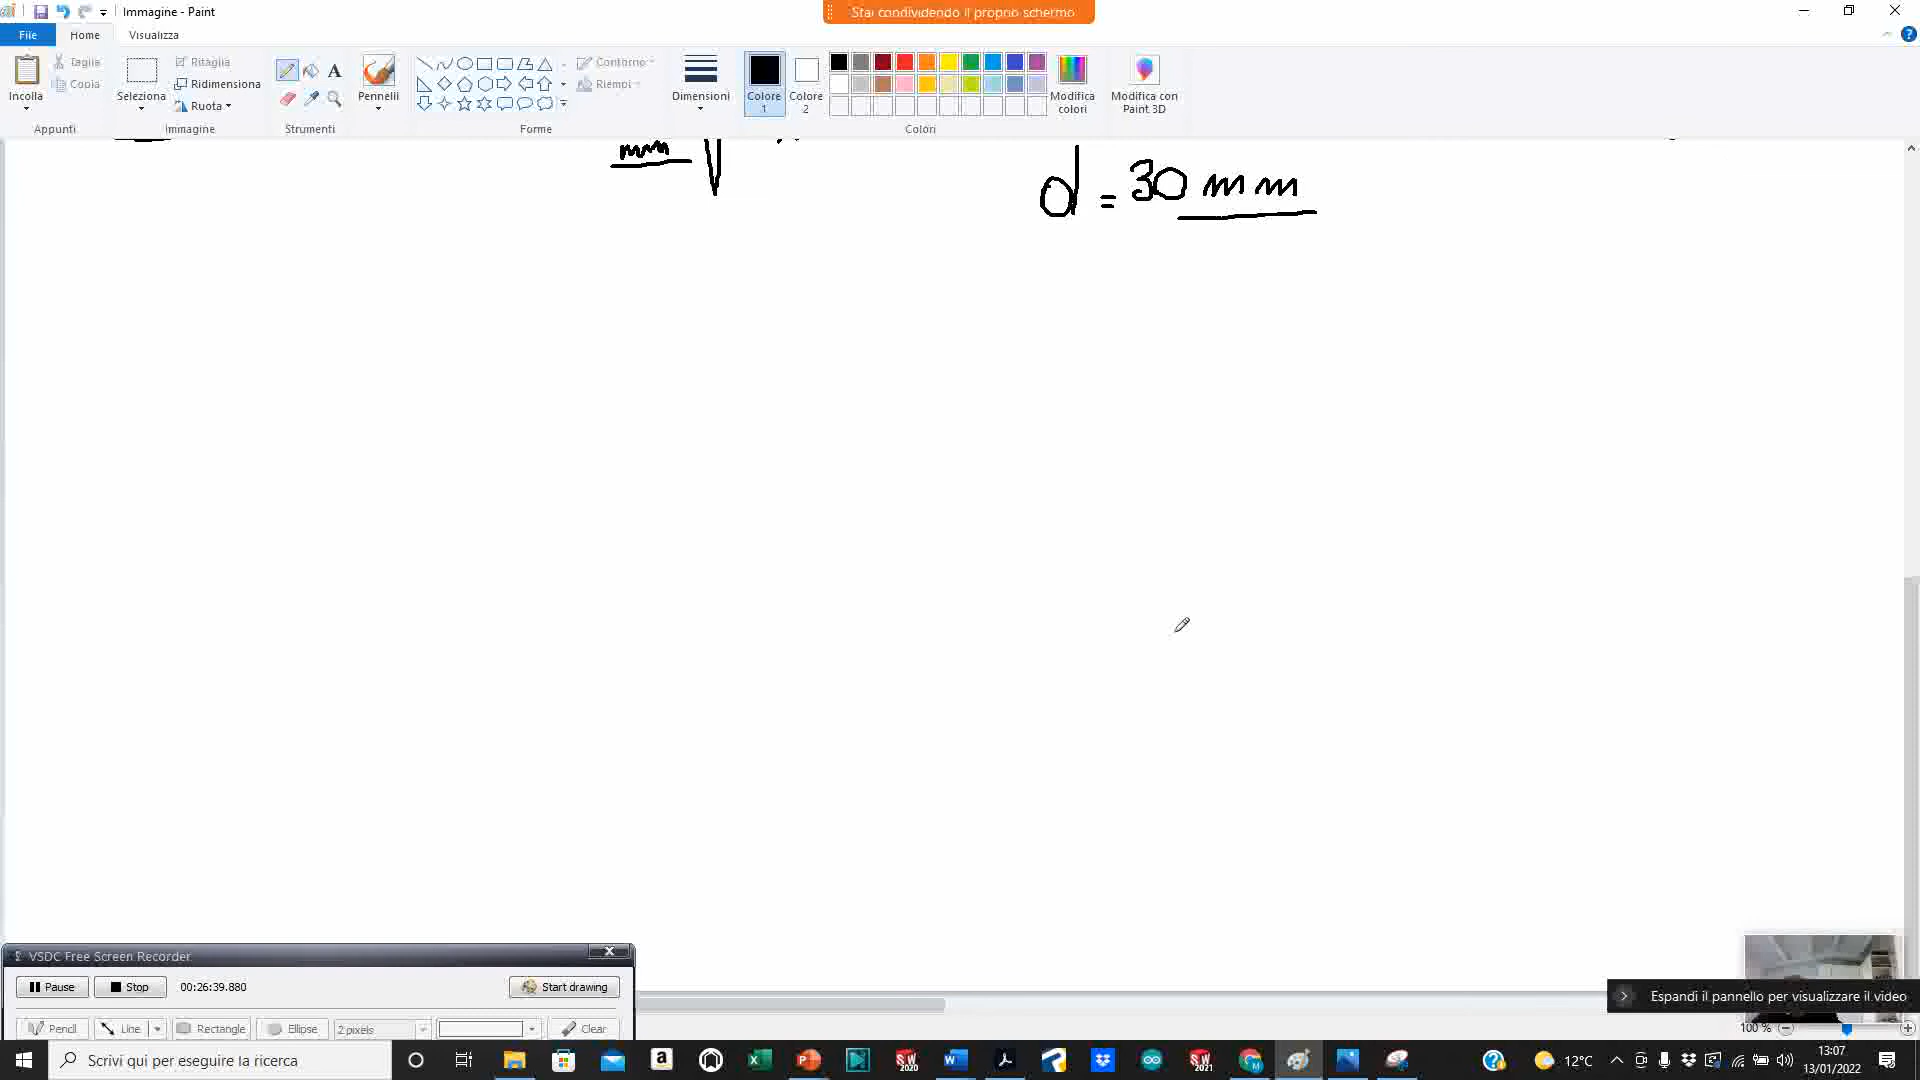 Immagine - Paint
Stai condividendo il proprio schermo
File Home Visualizza
Incolla
Taglia
Copia
Appunti
Seleziona
Ritaglia
Ridimensiona
Ruota
Immagine
A
Strumenti
Pennelli
Contorno
Riempi
Forme
Dimensioni
Colore 1
Colore 2
Modifica colori
Modifica con Paint 3D
Colori
mm
d = 30 mm
VSDC Free Screen Recorder
Pause Stop 00:26:39.880 Start drawing
Pencil Line Rectangle Ellipse 2 pixels Clear
Espandi il pannello per visualizzare il video
100 %
Scrivi qui per eseguire la ricerca
12°C
13:07
13/01/2022